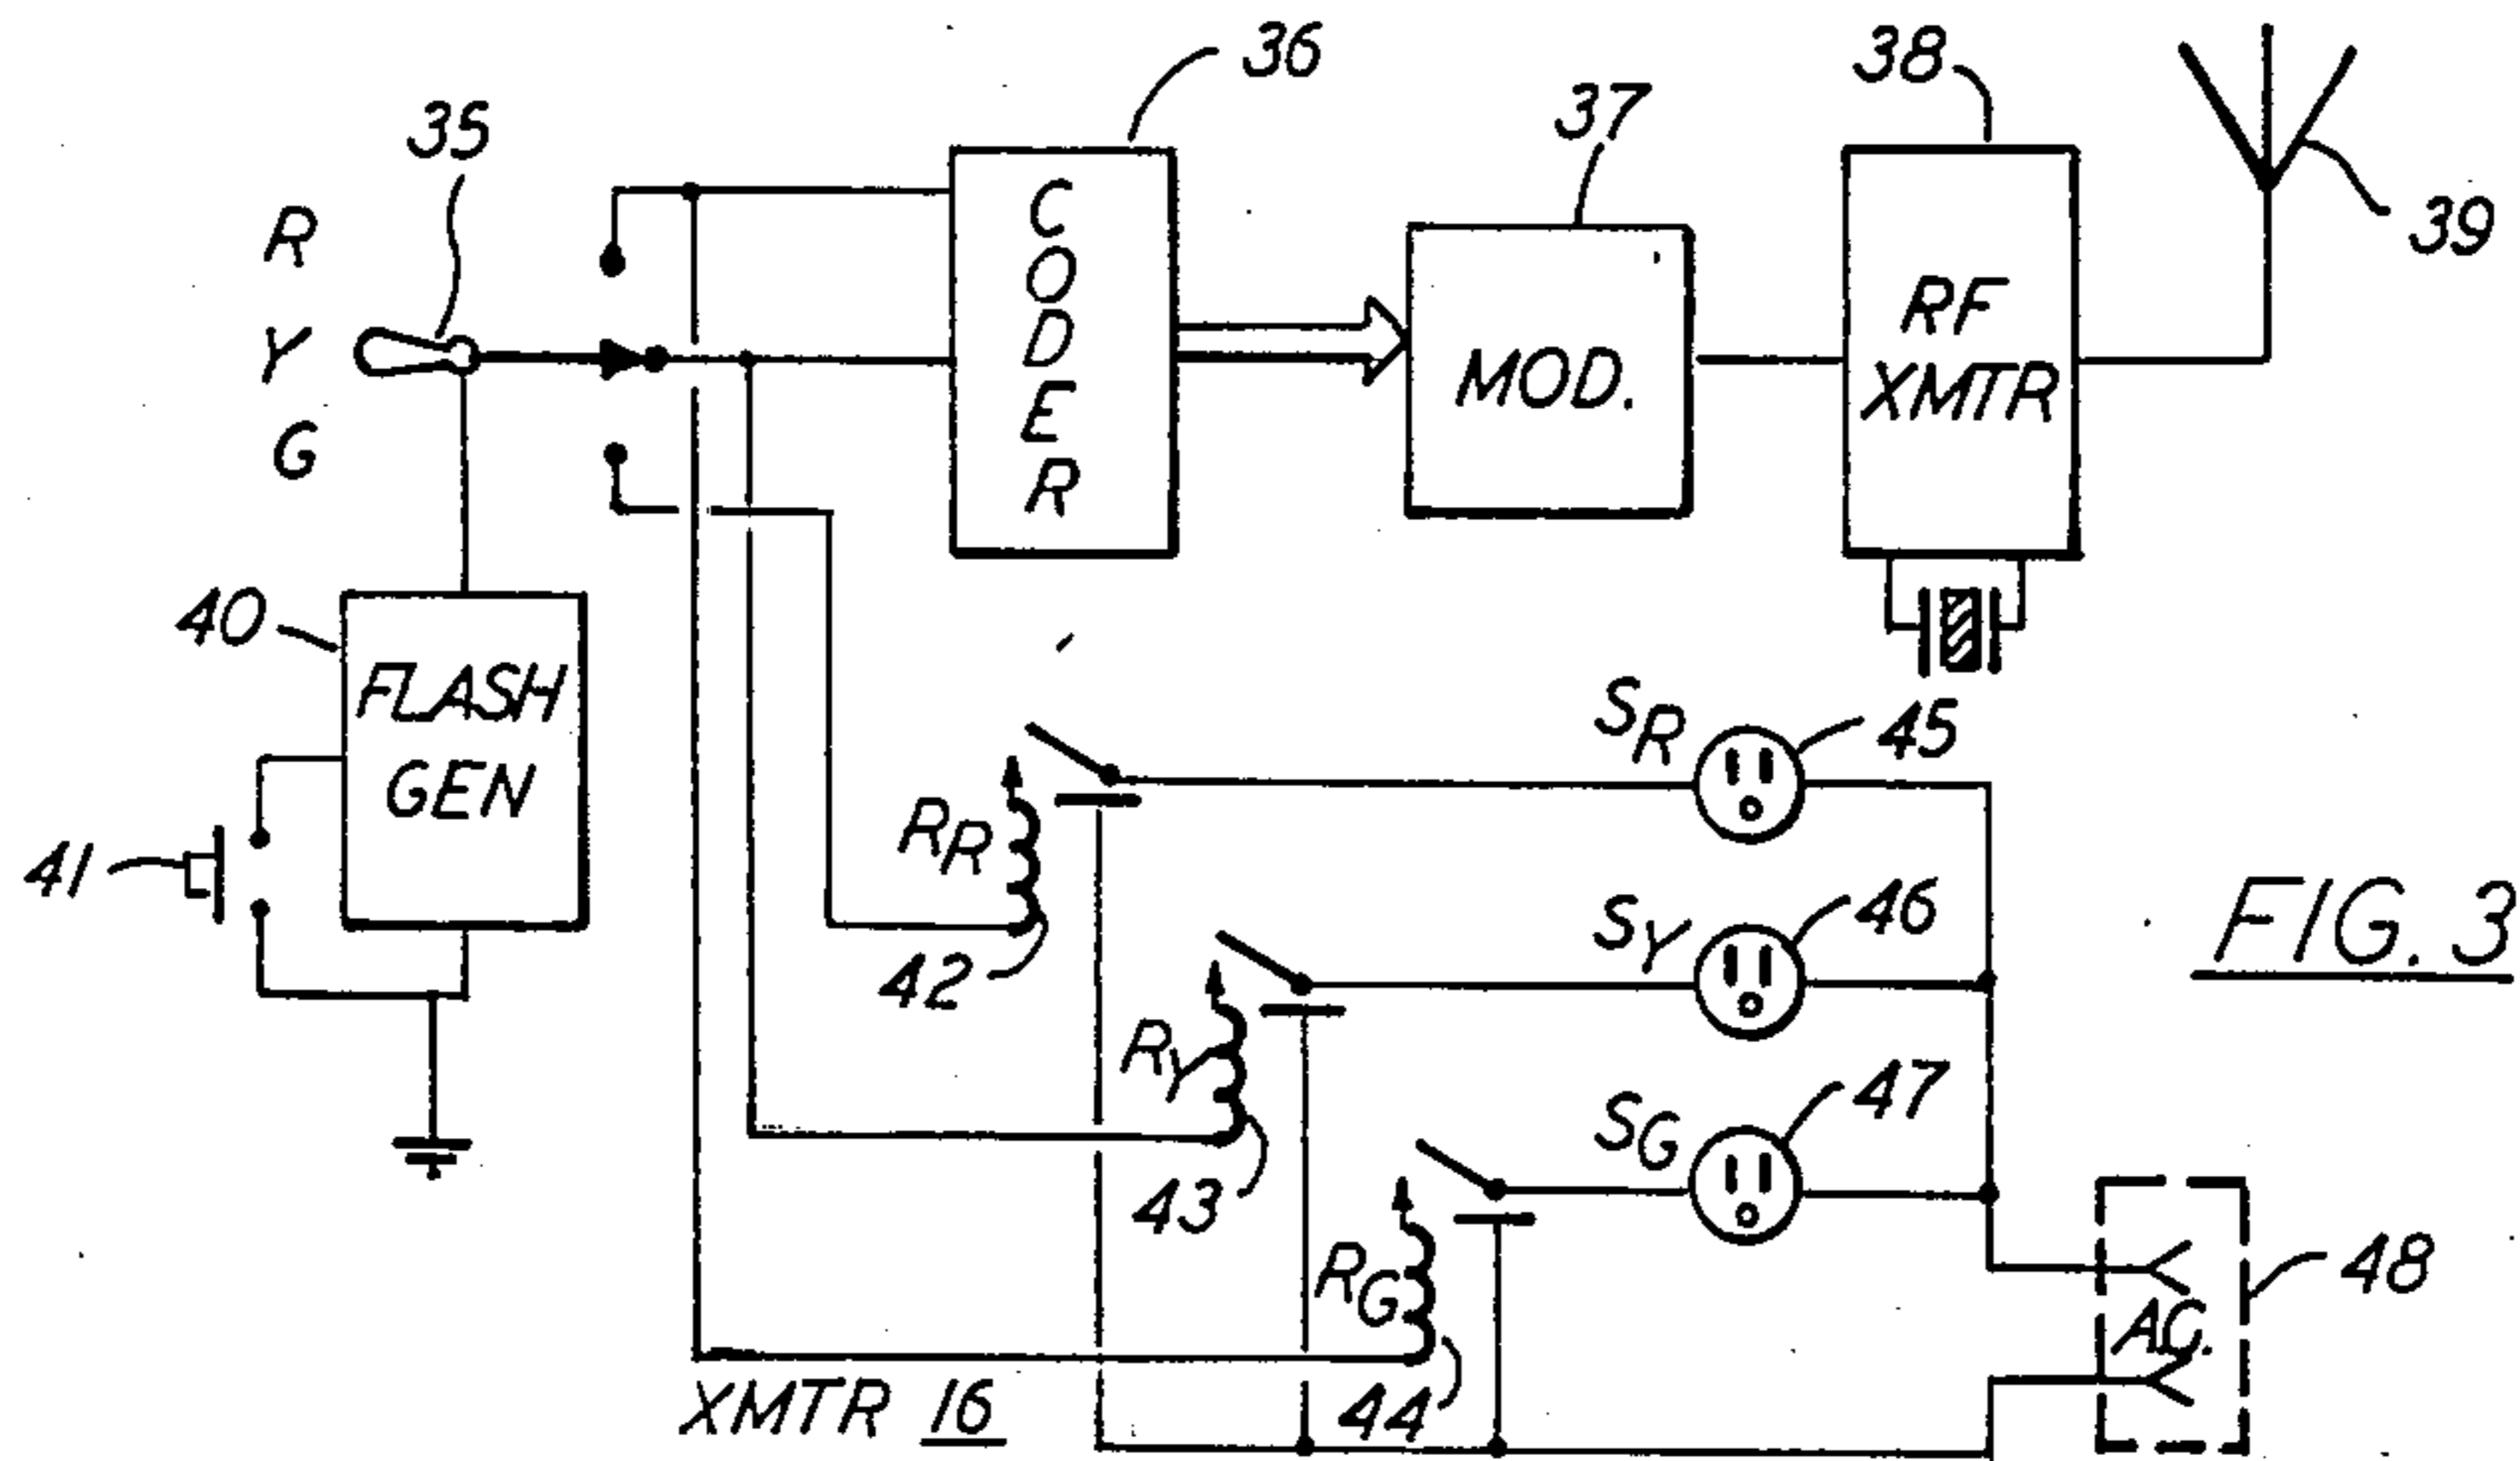 36
38
37
35
39
R
Y
G
CODER
MOD.
RF
XMTR
40
FLASH
GEN
41
SR
45
RR
42
SY
46
FIG. 3
RY
43
SG
47
RG
44
48
AC.
XMTR 16